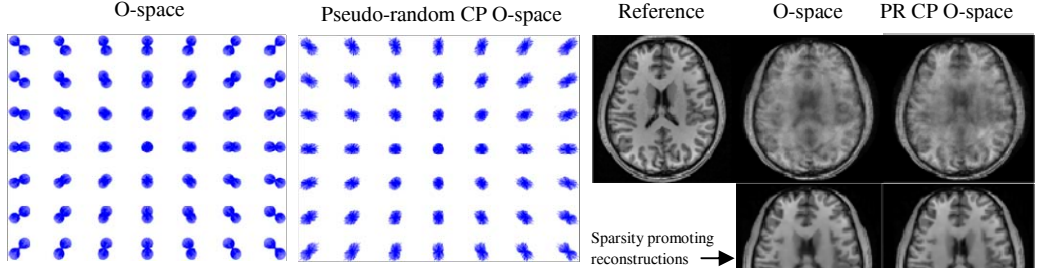 O-space
Pseudo-random CP O-space
Reference
O-space
PR CP O-space
Sparsity promoting
reconstructions